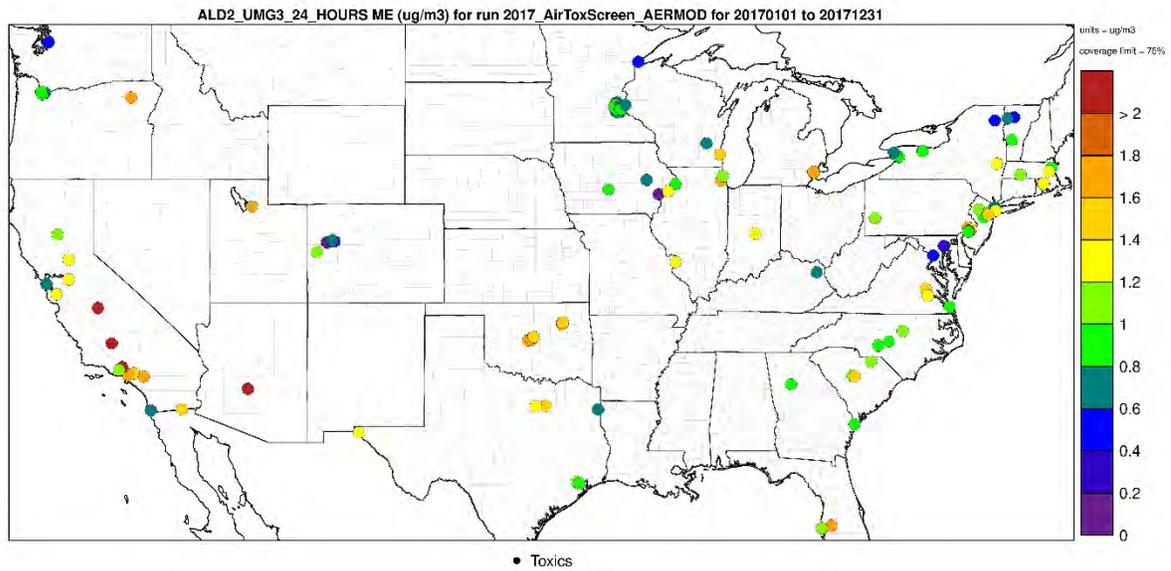 ALD2_UMG3_24_HOURS ME (ug/m3) for run 2017_AirToxScreen_AERMOD for 20170101 to 20171231
units = ug/m3
coverage limit = 75%
> 2
1.8
1.6
1.4
1.2
1
0.8
0.6
0.4
0.2
0
Toxics